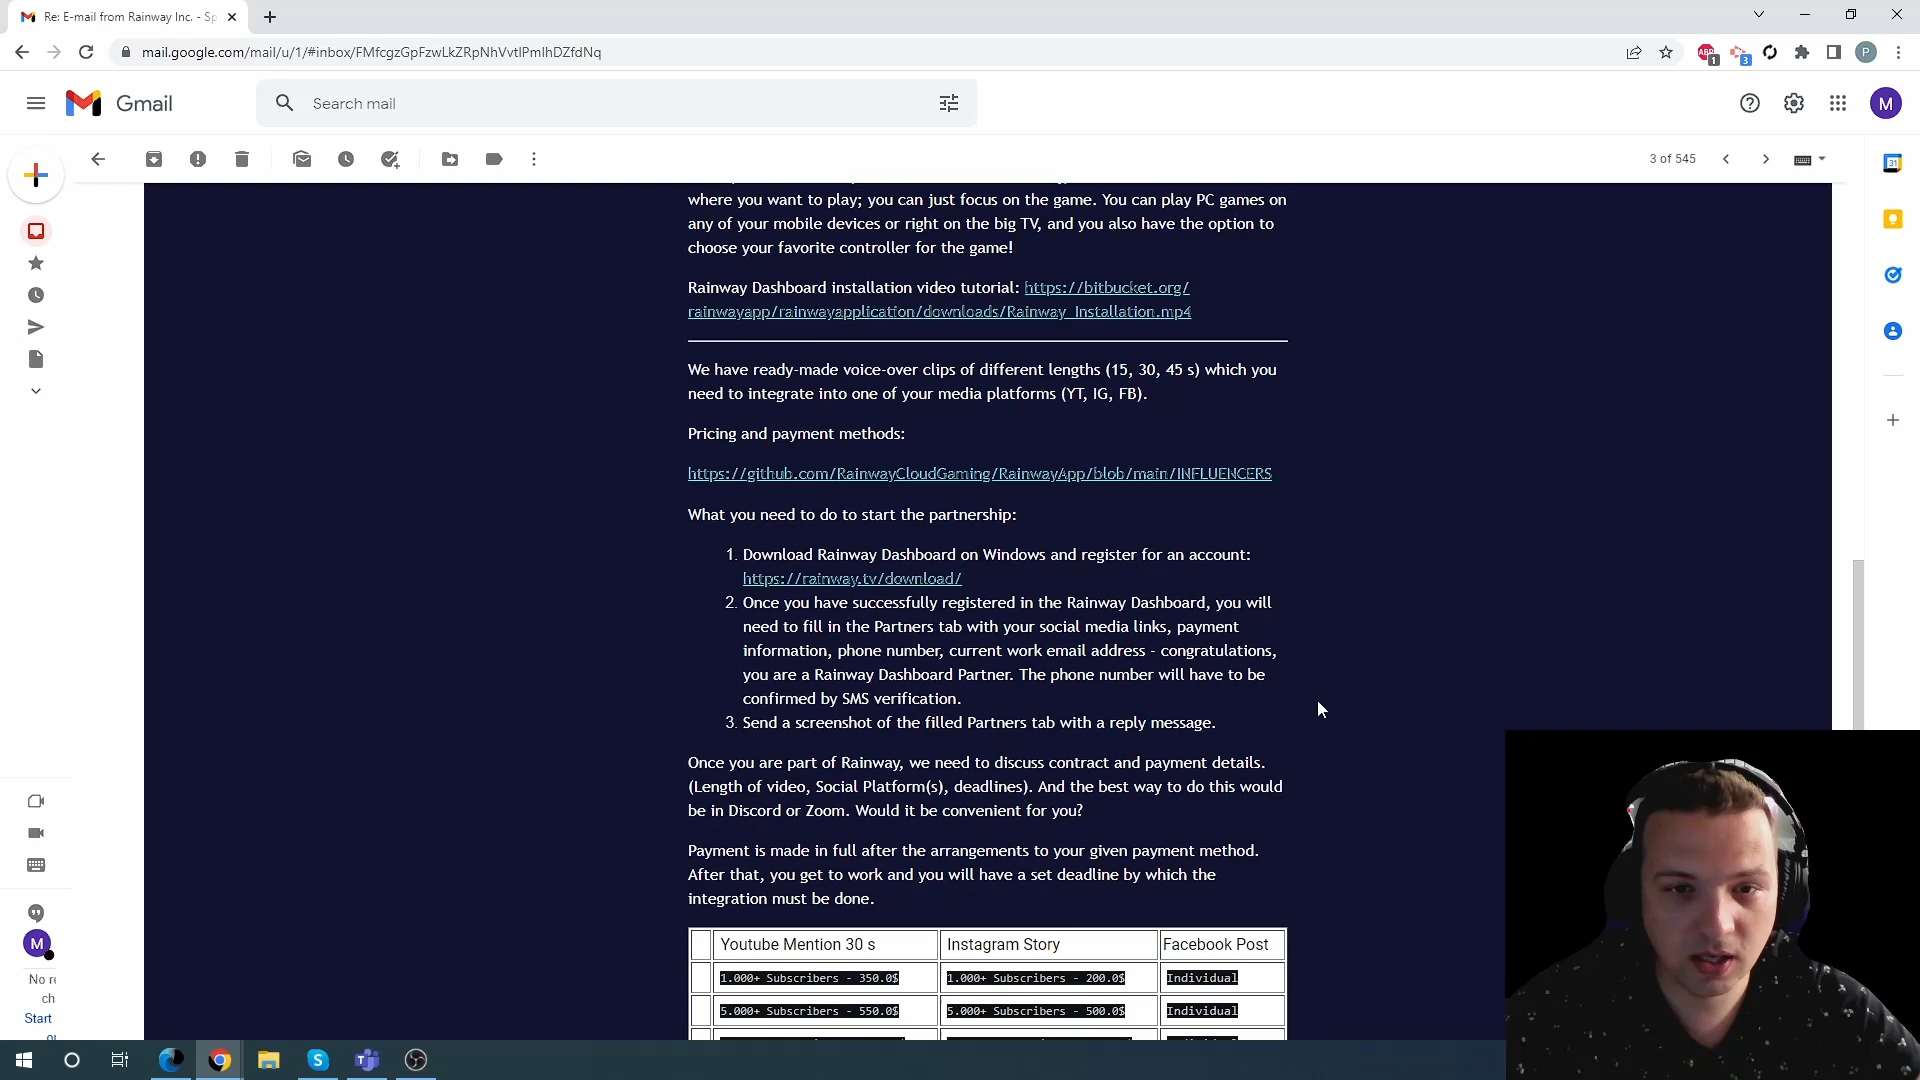 Re: E-mail from Rainway Inc. - Sp
mail.google.com/mail/u/1/#inbox/FMfcgzGpFzwLkZRpNhVvtlPmlhDZfdNq
ABP
1
3
P
Gmail
Search mail
M
3 of 545
31
where you want to play; you can just focus on the game. You can play PC games on
any of your mobile devices or right on the big TV, and you also have the option to
choose your favorite controller for the game!
Rainway Dashboard installation video tutorial: https://bitbucket.org/
rainwayapp/rainwayapplication/downloads/Rainway_Installation.mp4
We have ready-made voice-over clips of different lengths (15, 30, 45 s) which you
need to integrate into one of your media platforms (YT, IG, FB).
Pricing and payment methods:
https://github.com/RainwayCloudGaming/RainwayApp/blob/main/INFLUENCERS
What you need to do to start the partnership:
1. Download Rainway Dashboard on Windows and register for an account:
https://rainway.tv/download/
2. Once you have successfully registered in the Rainway Dashboard, you will
need to fill in the Partners tab with your social media links, payment
information, phone number, current work email address - congratulations,
you are a Rainway Dashboard Partner. The phone number will have to be
confirmed by SMS verification.
3. Send a screenshot of the filled Partners tab with a reply message.
Once you are part of Rainway, we need to discuss contract and payment details.
(Length of video, Social Platform(s), deadlines). And the best way to do this would
be in Discord or Zoom. Would it be convenient for you?
Payment is made in full after the arrangements to your given payment method.
After that, you get to work and you will have a set deadline by which the
integration must be done.
Youtube Mention 30 s Instagram Story Facebook Post
1.000+ Subscribers - 350.0$ 1.000+ Subscribers - 200.0$ Individual
5.000+ Subscribers - 550.0$ 5.000+ Subscribers - 500.0$ Individual
M
No re
ch
Start